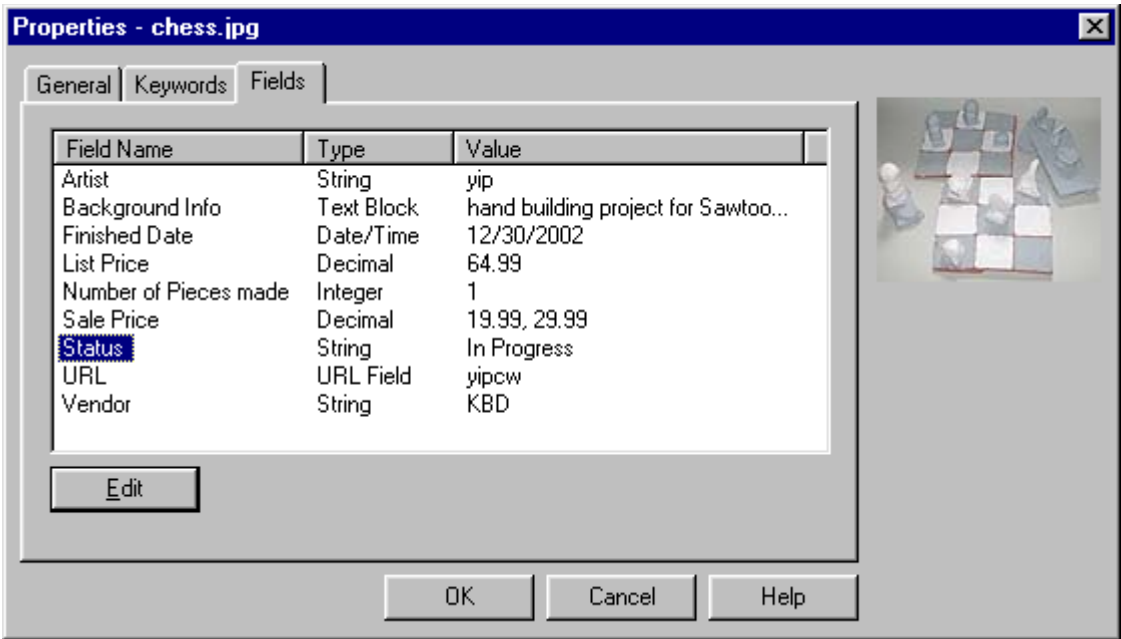 Properties - chess.jpg
General Keywords Fields
Field Name Type Value
Artist String yip
Background Info Text Block hand building project for Sawtoo...
Finished Date Date/Time 12/30/2002
List Price Decimal 64.99
Number of Pieces made Integer 1
Sale Price Decimal 19.99, 29.99
Status String In Progress
URL URL Field yipcw
Vendor String KBD
Edit
OK Cancel Help